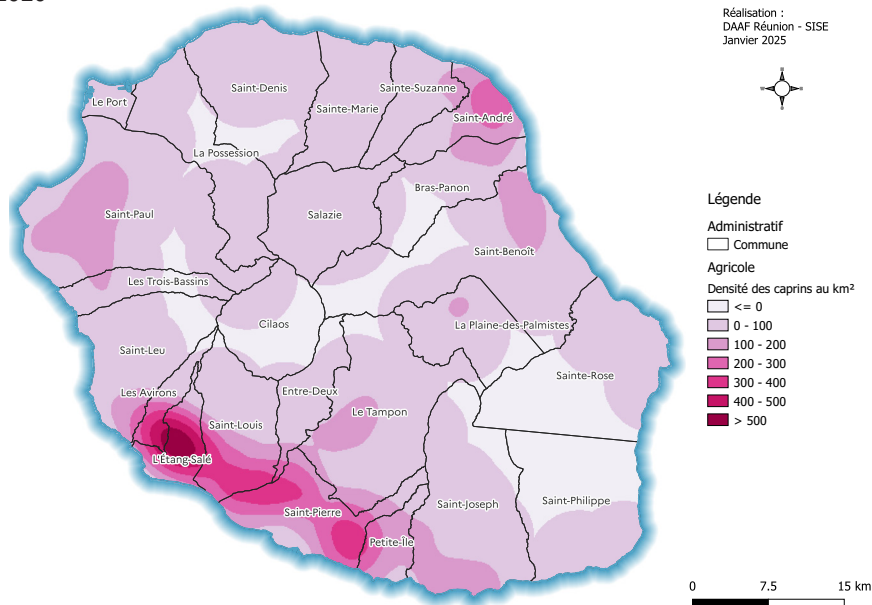 Réalisation :
DAAF Réunion - SISE
Janvier 2025
Saint-Denis
Sainte-Suzanne
Le Port
Sainte-Marie
Saint-André
La Possession
Bras-Panon
Saint-Paul
Salazie
Saint-Benoît
Les Trois-Bassins
Cilaos
La Plaine-des-Palmistes
Saint-Leu
Sainte-Rose
Les Avirons
Entre-Deux
Le Tampon
Saint-Louis
L'Étang-Salé
Saint-Joseph
Saint-Philippe
Saint-Pierre
Petite-Île
Légende
Administratif
Commune
Agricole
Densité des caprins au km²
<= 0
0 - 100
100 - 200
200 - 300
300 - 400
400 - 500
> 500
0 7.5 15 km